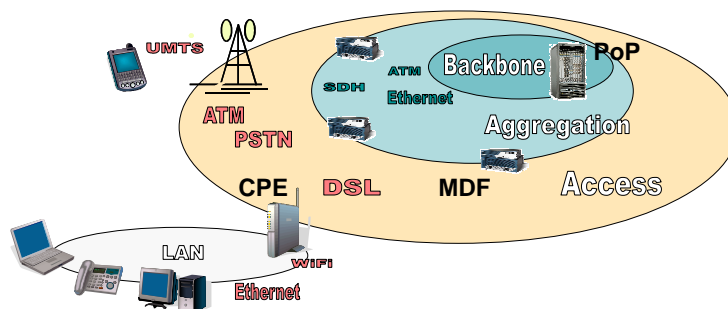 UMTS
PoP
Backbone
ATM
SDH
Ethernet
ATM
PSTN
Aggregation
CPE
DSL
MDF
Access
LAN
WiFi
Ethernet